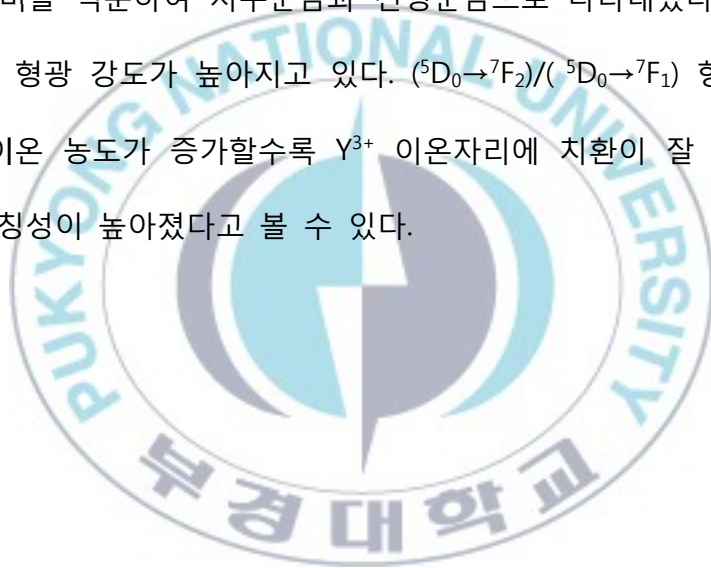 형광 강도가 높아지고 있다. (⁵D₀→⁷F₂)/( ⁵D₀→⁷F₁) 형
이온 농도가 증가할수록 Y³⁺ 이온자리에 치환이 잘
칭성이 높아졌다고 볼 수 있다.
PUKYONG NATIONAL UNIVERSITY
부경대학교